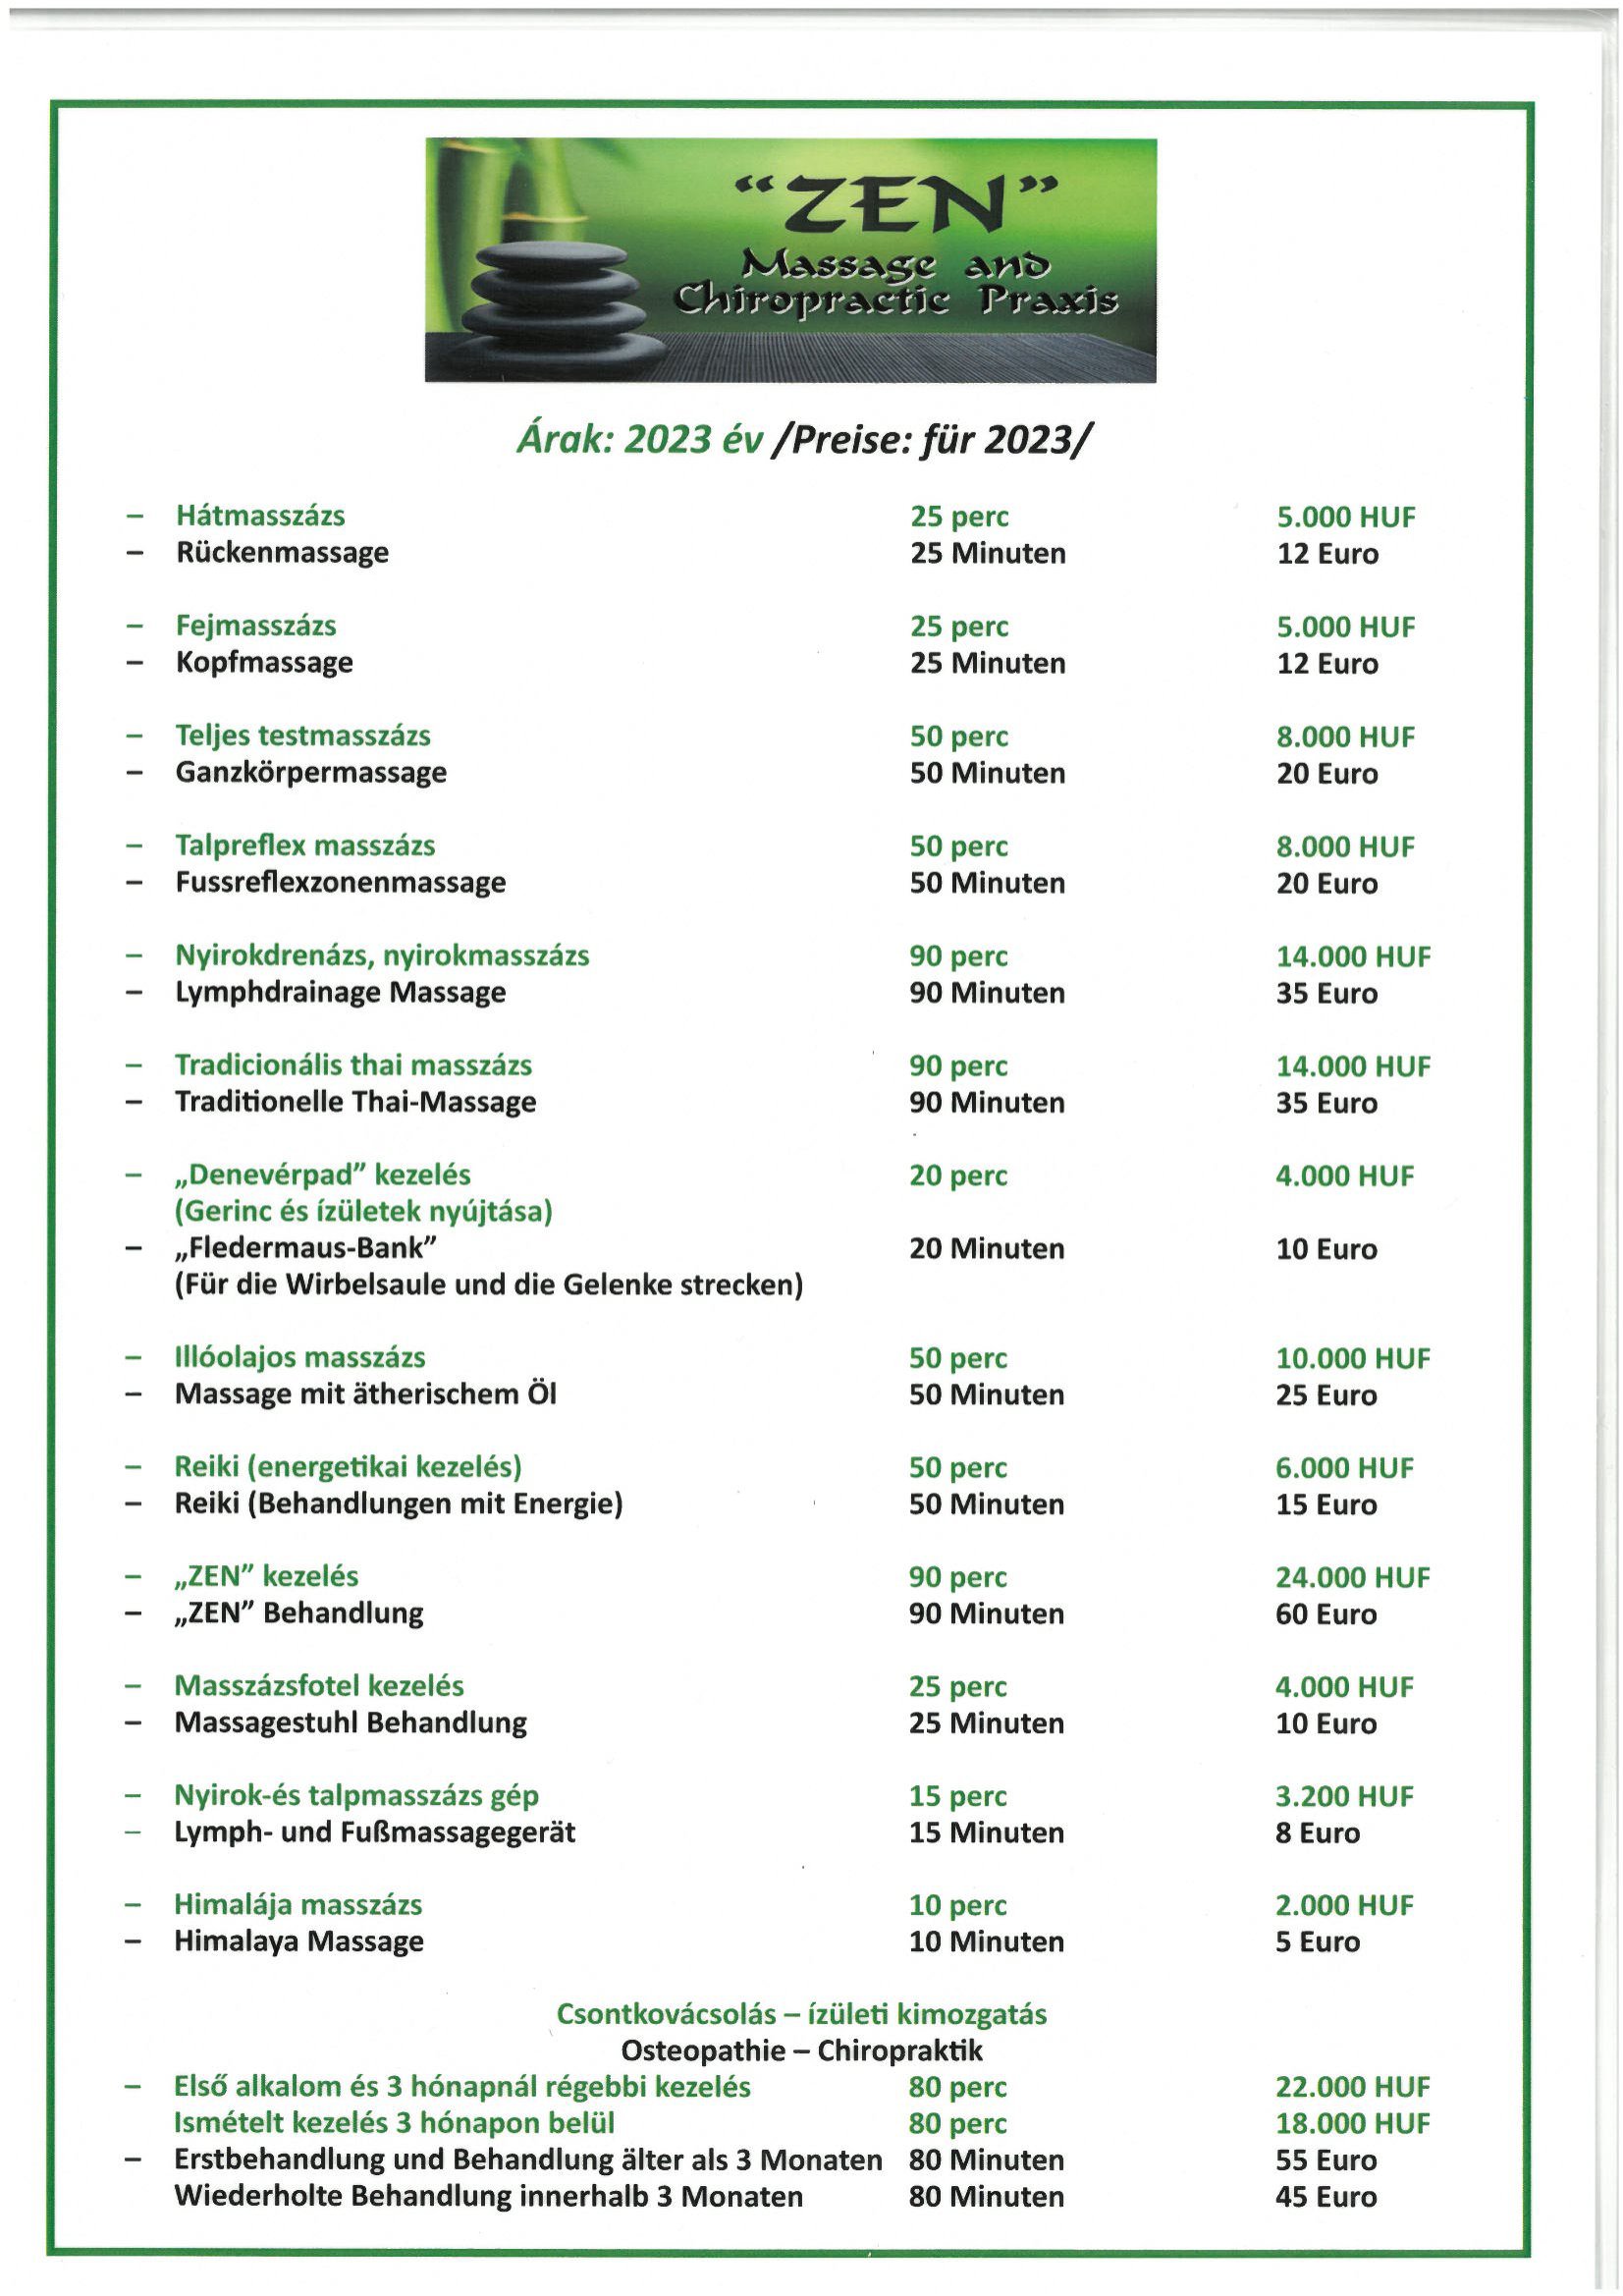 “ZEN”
Massage and
Chiropractic Praxis
Árak: 2023 év /Preise: für 2023/
– Hátmasszázs 25 perc 5.000 HUF
– Rückenmassage 25 Minuten 12 Euro
– Fejmasszázs 25 perc 5.000 HUF
– Kopfmassage 25 Minuten 12 Euro
– Teljes testmasszázs 50 perc 8.000 HUF
– Ganzkörpermassage 50 Minuten 20 Euro
– Talpreflex masszázs 50 perc 8.000 HUF
– Fussreflexzonenmassage 50 Minuten 20 Euro
– Nyirokdrenázs, nyirokmasszázs 90 perc 14.000 HUF
– Lymphdrainage Massage 90 Minuten 35 Euro
– Tradicionális thai masszázs 90 perc 14.000 HUF
– Traditionelle Thai-Massage 90 Minuten 35 Euro
– „Denevérpad” kezelés 20 perc 4.000 HUF
(Gerinc és ízületek nyújtása)
– „Fledermaus-Bank” 20 Minuten 10 Euro
(Für die Wirbelsaule und die Gelenke strecken)
– Illóolajos masszázs 50 perc 10.000 HUF
– Massage mit ätherischem Öl 50 Minuten 25 Euro
– Reiki (energetikai kezelés) 50 perc 6.000 HUF
– Reiki (Behandlungen mit Energie) 50 Minuten 15 Euro
– „ZEN” kezelés 90 perc 24.000 HUF
– „ZEN” Behandlung 90 Minuten 60 Euro
– Masszázsfotel kezelés 25 perc 4.000 HUF
– Massagestuhl Behandlung 25 Minuten 10 Euro
– Nyirok-és talpmasszázs gép 15 perc 3.200 HUF
– Lymph- und Fußmassagegerät 15 Minuten 8 Euro
– Himalája masszázs 10 perc 2.000 HUF
– Himalaya Massage 10 Minuten 5 Euro
Csontkovácsolás – ízületi kimozgatás
Osteopathie – Chiropraktik
– Első alkalom és 3 hónapnál régebbi kezelés 80 perc 22.000 HUF
Ismételt kezelés 3 hónapon belül 80 perc 18.000 HUF
– Erstbehandlung und Behandlung älter als 3 Monaten 80 Minuten 55 Euro
Wiederholte Behandlung innerhalb 3 Monaten 80 Minuten 45 Euro